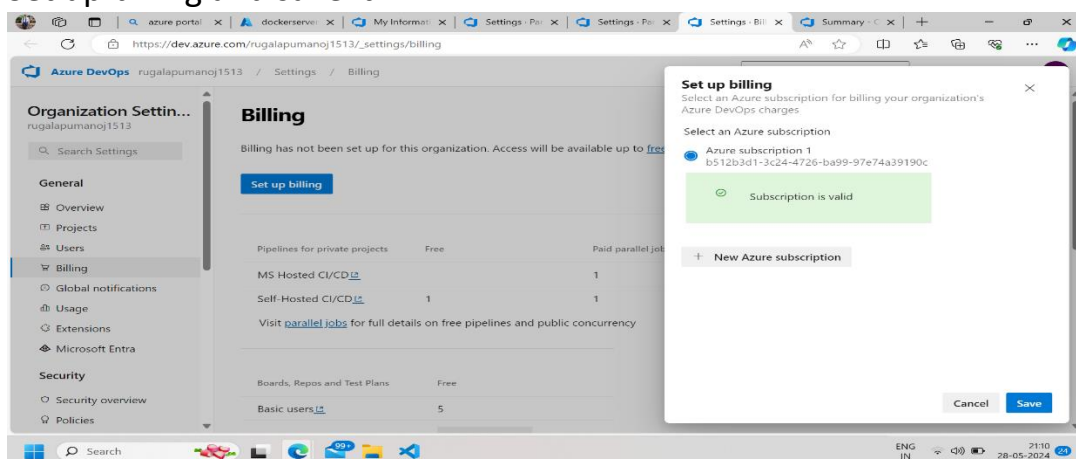 azure portal
dockerserver
My Informati
Settings · Par
Settings · Per
Settings · Bill
Summary · C
https://dev.azure.com/rugalapumanoj1513/_settings/billing
Azure DevOps rugalapumanoj1513 / Settings / Billing
Organization Settin...
rugalapumanoj1513
Search Settings
General
Overview
Projects
Users
Billing
Global notifications
Usage
Extensions
Microsoft Entra
Security
Security overview
Policies
Billing
Billing has not been set up for this organization. Access will be available up to free
Set up billing
Pipelines for private projects Free Paid parallel job
MS Hosted CI/CD 1
Self-Hosted CI/CD 1 1
Visit parallel jobs for full details on free pipelines and public concurrency
Boards, Repos and Test Plans Free
Basic users 5
Set up billing
Select an Azure subscription for billing your organization's
Azure DevOps charges
Select an Azure subscription
Azure subscription 1
b512b3d1-3c24-4726-ba99-97e74a39190c
Subscription is valid
+ New Azure subscription
Cancel Save
Search
99+
ENG
IN
21:10
28-05-2024
24